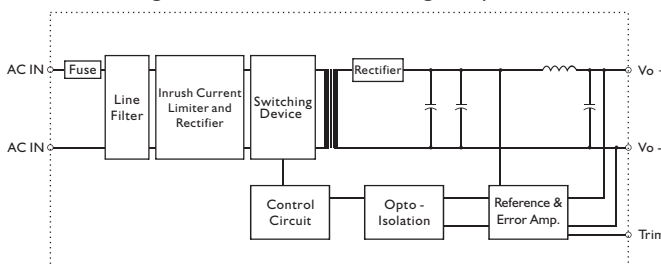 AC IN
Fuse
Line
Filter
Inrush Current
Limiter and
Rectifier
Switching
Device
Rectifier
Vo
AC IN
Vo -
Control
Circuit
Opto -
Isolation
Reference &
Error Amp.
Trim